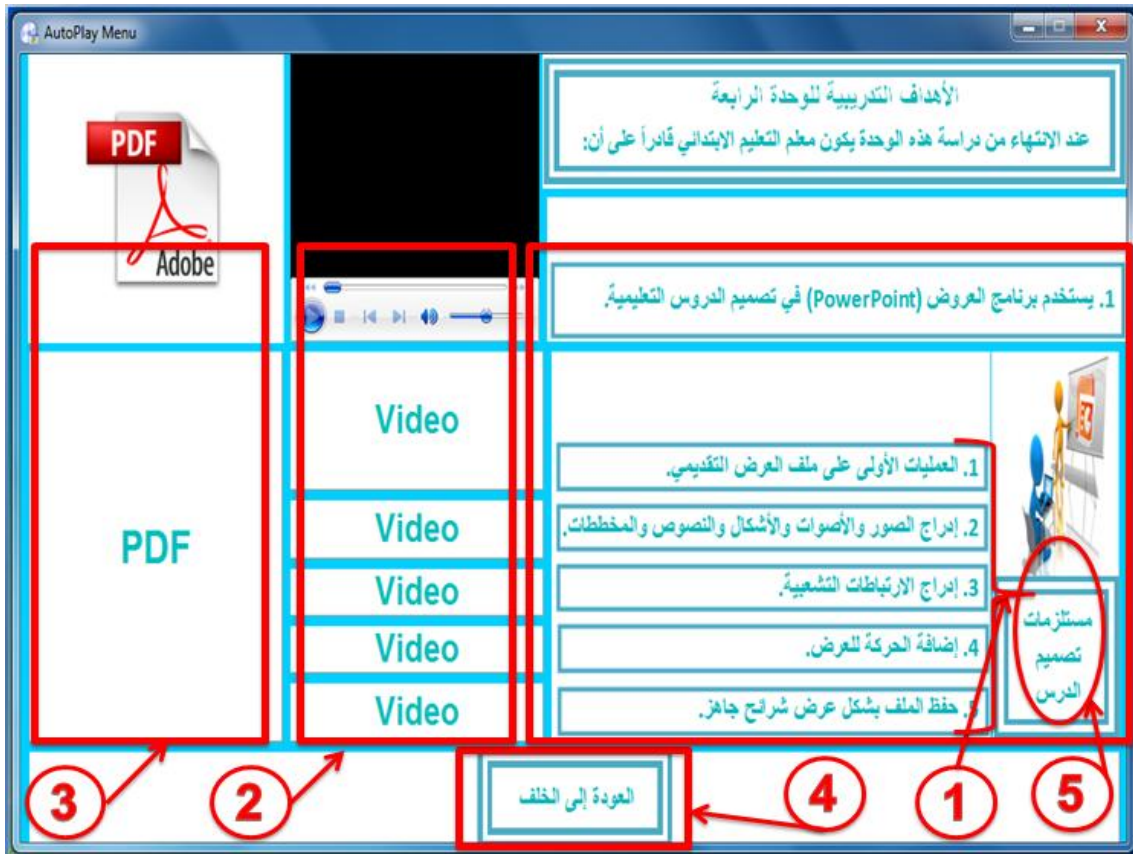 AutoPlay Menu
الأهداف التدريبية للوحدة الرابعة
عند الانتهاء من دراسة هذه الوحدة يكون معلم التعليم الابتدائي قادراً على أن:
PDF
Adobe
1. يستخدم برنامج العروض (PowerPoint) في تصميم الدروس التعليمية.
1. العمليات الأولى على ملف العرض التقديمي.
2. إدراج الصور والأصوات والأشكال والنصوص والمخططات.
3. إدراج الارتباطات التشعبية.
4. إضافة الحركة للعرض.
5. حفظ الملف بشكل عرض شرائح جاهز.
مستلزمات
تصميم
الدرس
Video
Video
Video
Video
Video
PDF
العودة إلى الخلف
5
1
4
2
3